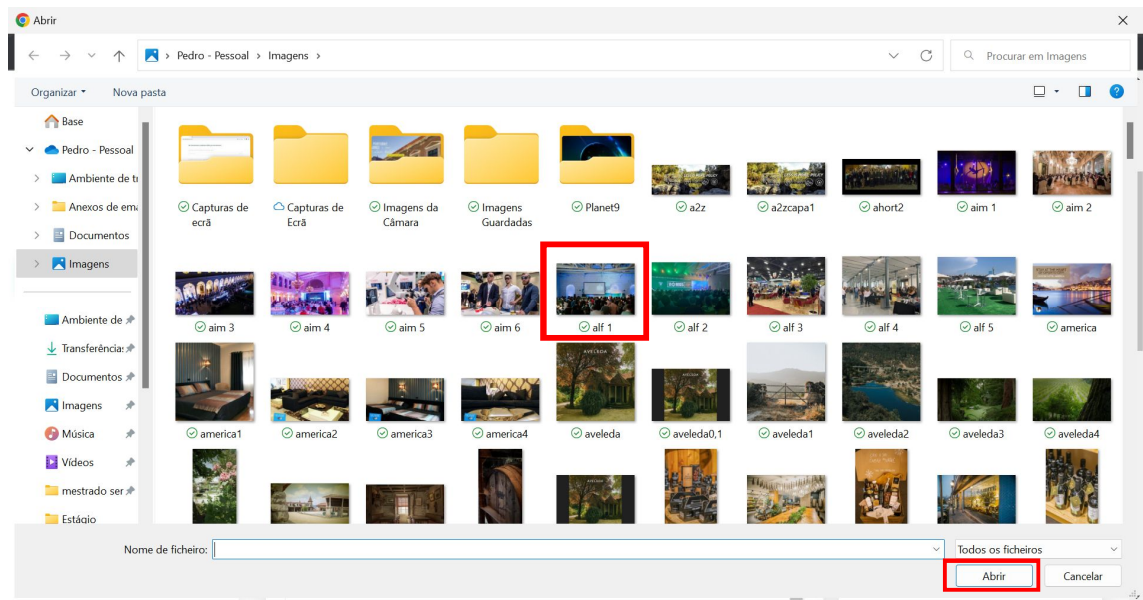 Abrir
Pedro - Pessoal > Imagens >
Procurar em Imagens
Organizar
Nova pasta
Base
Pedro - Pessoal
Ambiente de tr
Anexos de ema
Documentos
Imagens
Ambiente de
Transferência:
Documentos
Imagens
Música
Vídeos
mestrado ser
Estágio
Capturas de
ecrã
Capturas de
Ecrã
Imagens da
Câmara
Imagens
Guardadas
Planet9
a2z
a2zcapa1
ahort2
aim 1
aim 2
aim 3
aim 4
aim 5
aim 6
alf 1
alf 2
alf 3
alf 4
alf 5
america
AVELEDA
america1
america2
america3
america4
aveleda
aveleda0,1
aveleda1
aveleda2
aveleda3
aveleda4
Nome de ficheiro:
Todos os ficheiros
Abrir
Cancelar